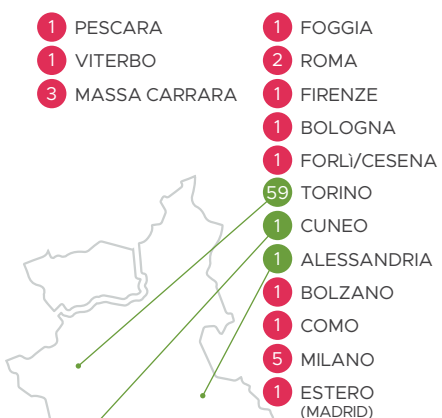 1 PESCARA
1 VITERBO
3 MASSA CARRARA
1 FOGGIA
2 ROMA
1 FIRENZE
1 BOLOGNA
1 FORLì/CESENA
59 TORINO
1 CUNEO
1 ALESSANDRIA
1 BOLZANO
1 COMO
5 MILANO
1 ESTERO
(MADRID)